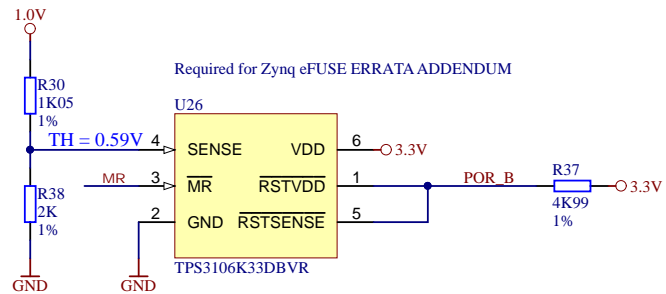 1.0V
Required for Zynq eFUSE ERRATA ADDENDUM
R30
1K05
1%
U26
TH = 0.59V
4 SENSE VDD 6 3.3V
MR 3 MR RSTVDD 1 POR_B R37 3.3V
4K99
1%
R38
2K
1%
2 GND RSTSENSE 5
GND GND
TPS3106K33DBVR